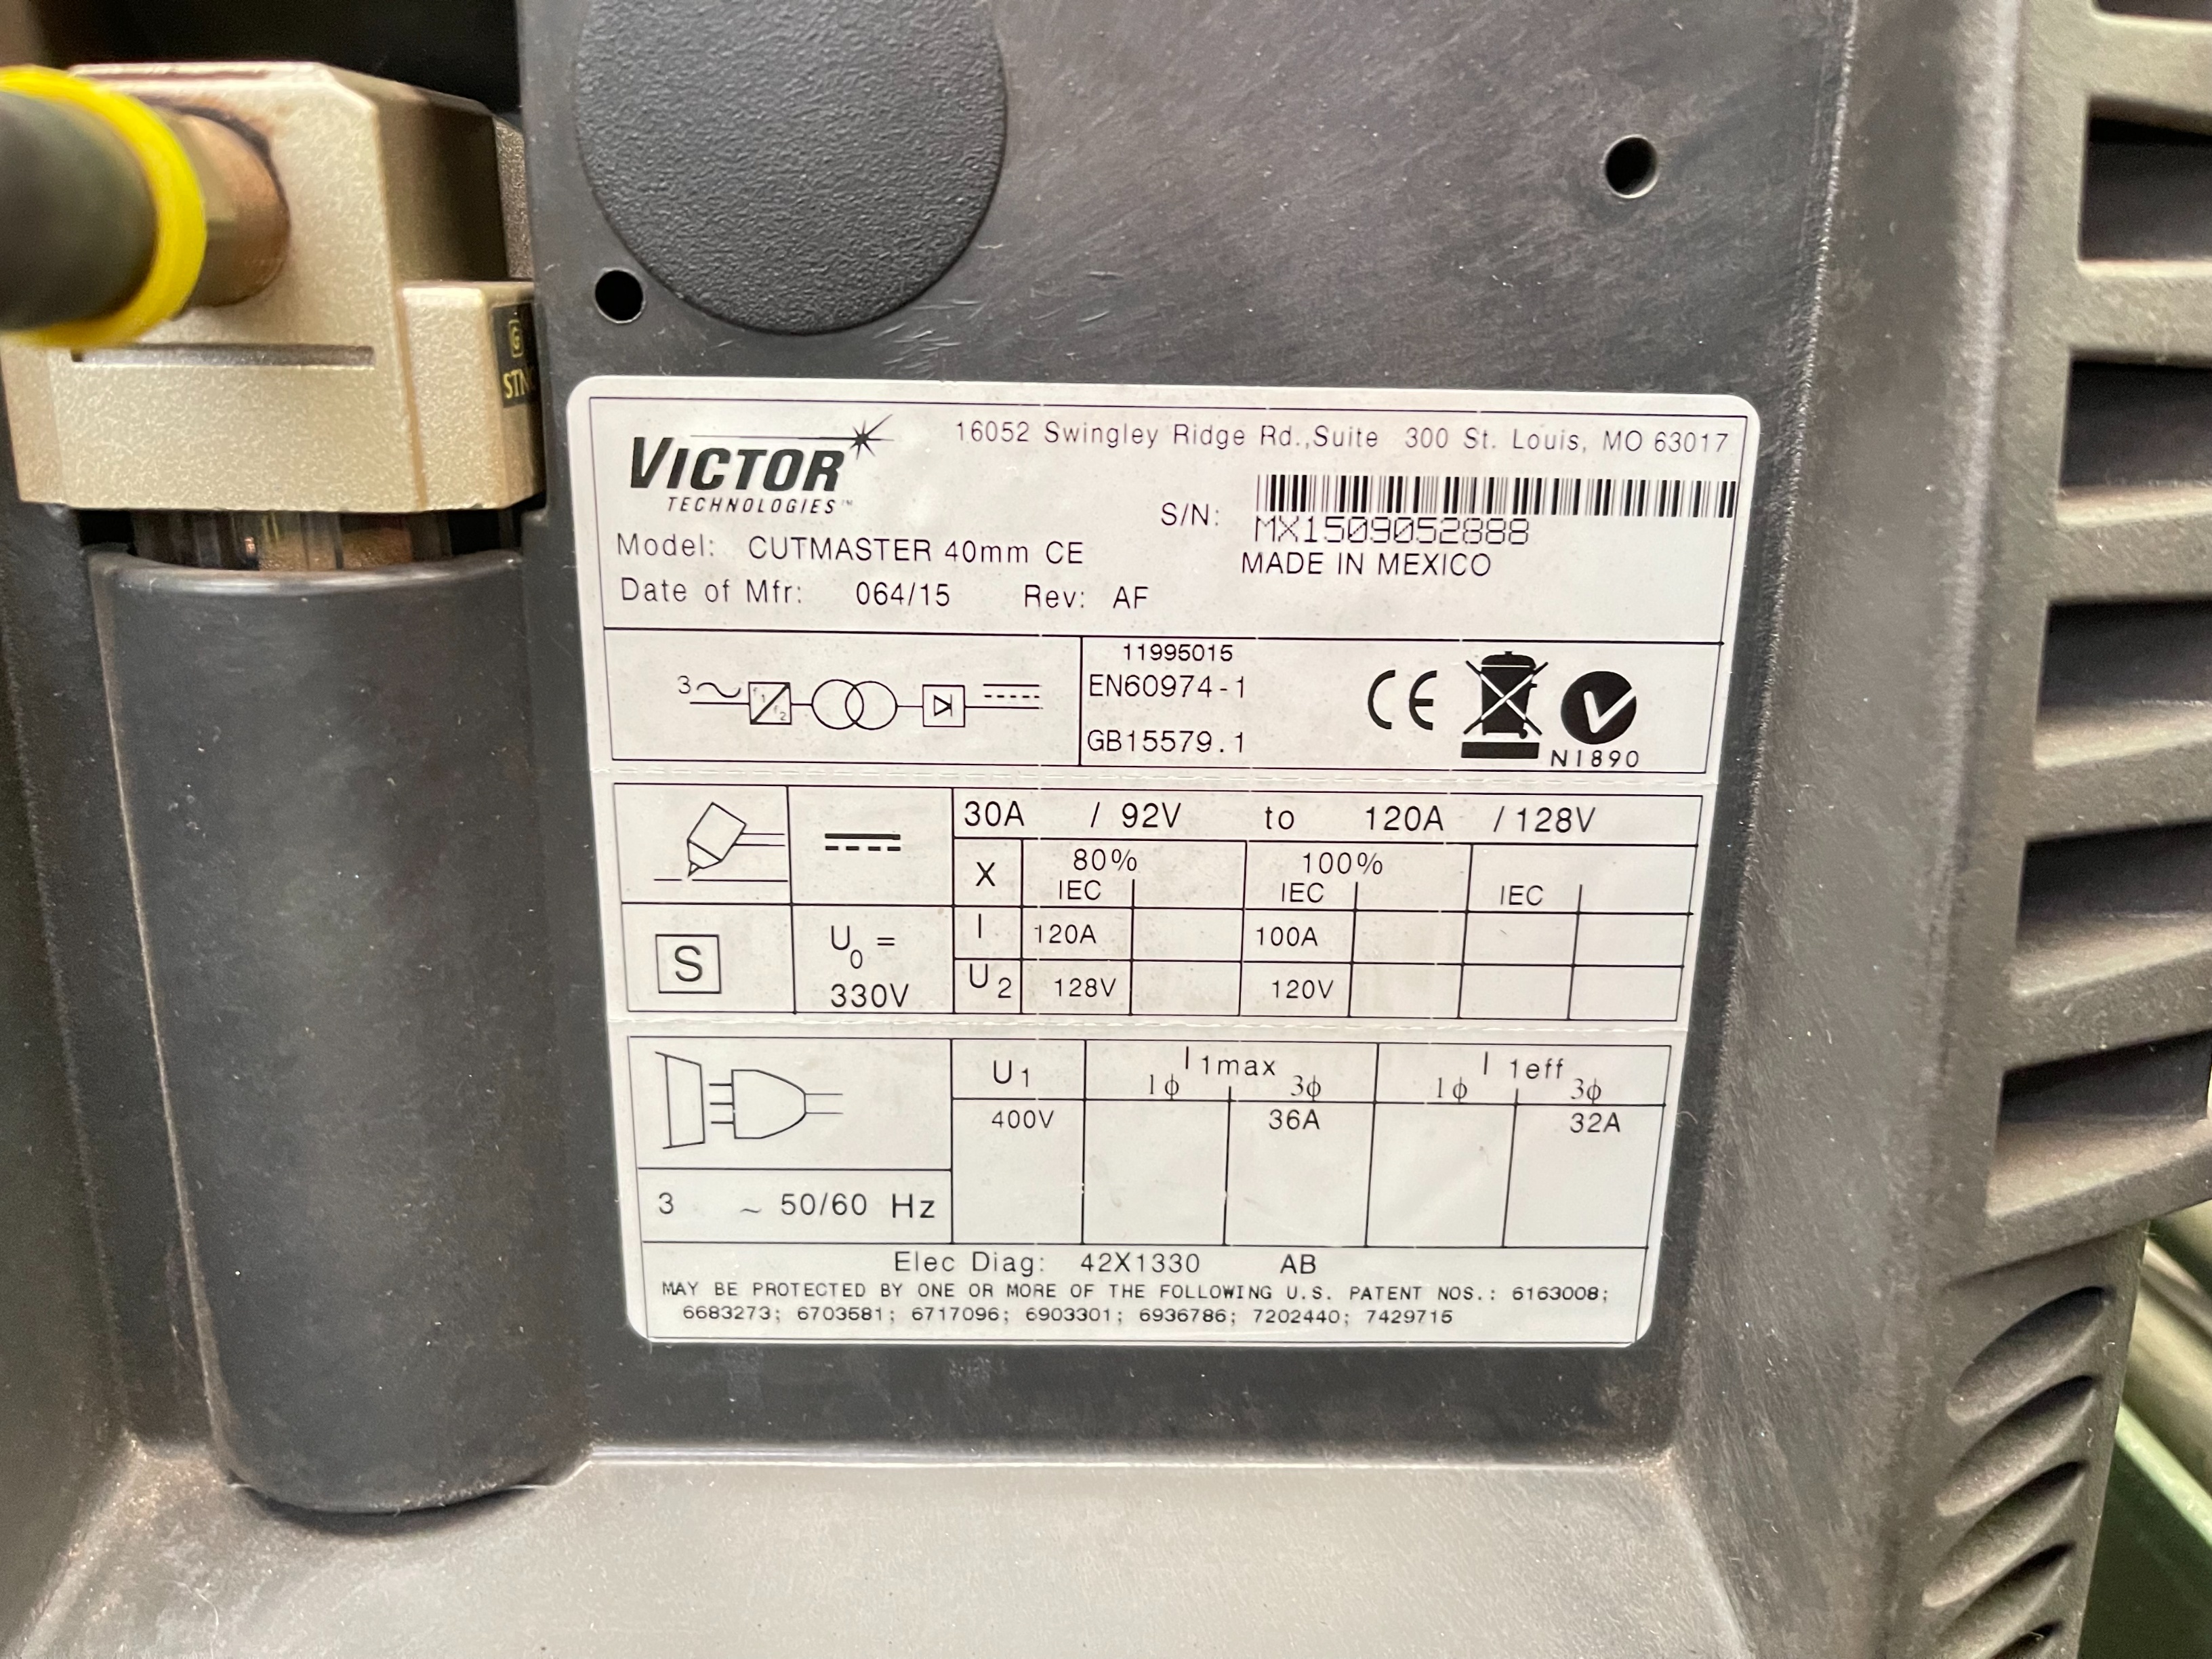 16052 Swingley Ridge Rd.,Suite 300 St. Louis, MO 63017
VICTOR
TECHNOLOGIES™
S/N: MX1509052888
MADE IN MEXICO
Model: CUTMASTER 40mm CE
Date of Mfr: 064/15 Rev: AF
3 f1 f2
11995015
EN60974-1
GB15579.1
CE
N1890
30A / 92V to 120A / 128V
X 80% 100%
IEC IEC IEC
S
U0 =
330V
I 120A 100A
U2 128V 120V
U1 I1max I1eff
1ϕ 3ϕ 1ϕ 3ϕ
400V 36A 32A
3 ~ 50/60 Hz
Elec Diag: 42X1330 AB
MAY BE PROTECTED BY ONE OR MORE OF THE FOLLOWING U.S. PATENT NOS.: 6163008;
6683273; 6703581; 6717096; 6903301; 6936786; 7202440; 7429715